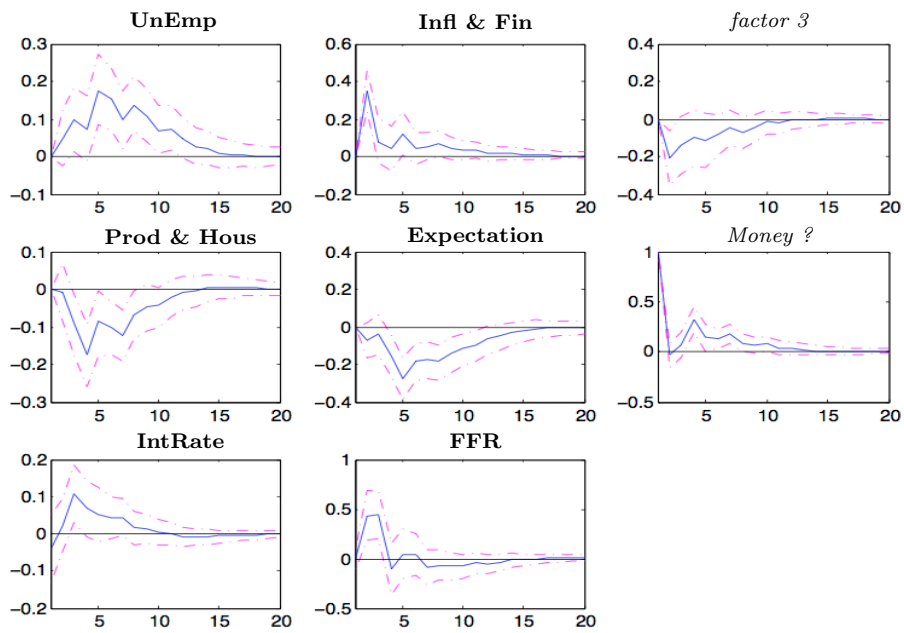 UnEmp Infl & Fin factor 3
0.3 0.6 0.4
0.2 0.4 0.2
0.1 0.2 0
0 0 −0.2
−0.1 −0.2 −0.4
5 10 15 20 5 10 15 20 5 10 15 20
Prod & Hous Expectation Money ?
0.1 0.4 1
0 0.2 0.5
−0.1 0 0
−0.2 −0.2
−0.3 −0.4 −0.5
5 10 15 20 5 10 15 20 5 10 15 20
IntRate FFR
0.2 1
0.1 0.5
0 0
−0.1
−0.2 −0.5
5 10 15 20 5 10 15 20